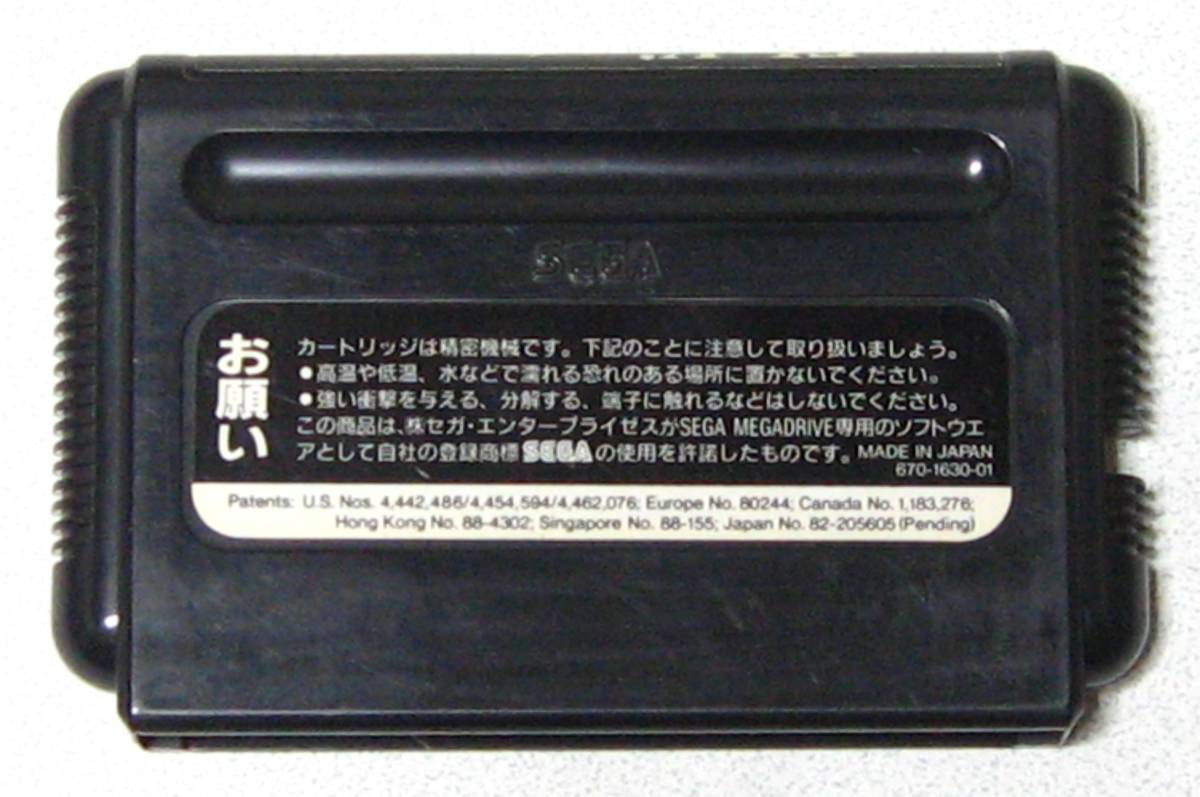 SEGA
お願い
カートリッジは精密機械です。下記のことに注意して取り扱いましょう。
●高温や低温、水などで濡れる恐れのある場所に置かないでください。
●強い衝撃を与える、分解する、端子に触れるなどはしないでください。
この商品は、㈱セガ・エンタープライゼスがSEGA MEGADRIVE専用のソフトウエ
アとして自社の登録商標SEGAの使用を許諾したものです。MADE IN JAPAN
670-1630-01
Patents: U.S. Nos. 4,442,486/4,454,594/4,462,076; Europe No. 80244; Canada No. 1,183,276;
Hong Kong No. 88-4302; Singapore No. 88-155; Japan No. 82-205605 (Pending)